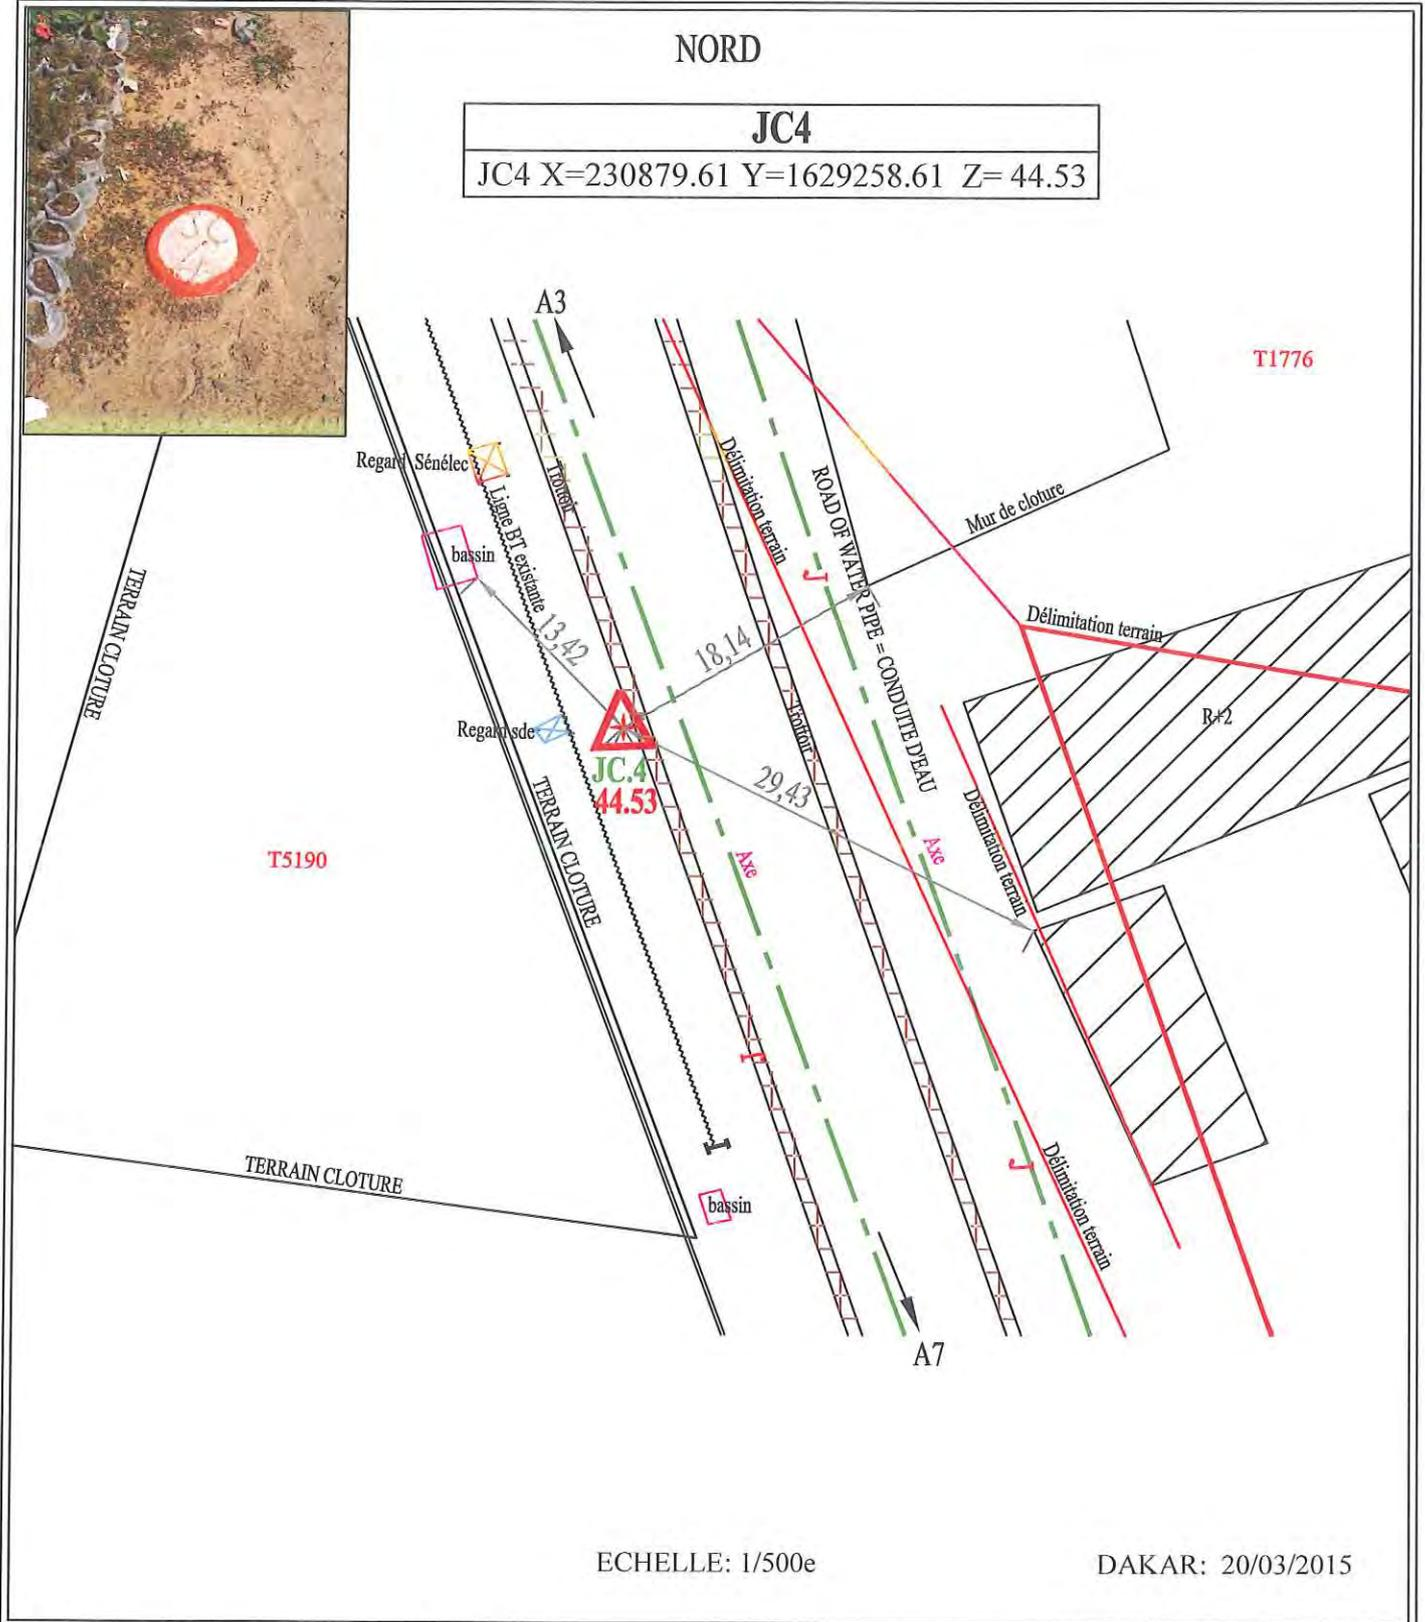 NORD
JC4
JC4 X=230879.61 Y=1629258.61 Z= 44.53
A3
T1776
Regard Sénélec
Trottoir
Délimitation terrain
ROAD OF WATER PIPE = CONDUITE D'EAU
Mur de cloture
Ligne BT existante
bassin
TERRAIN CLOTURE
13,42
18,14
Délimitation terrain
R+2
Regard sde
Trottoir
JC.4
44.53
29,43
TERRAIN CLOTURE
Délimitation terrain
Axe
Axe
T5190
TERRAIN CLOTURE
bassin
Délimitation terrain
A7
ECHELLE: 1/500e
DAKAR: 20/03/2015